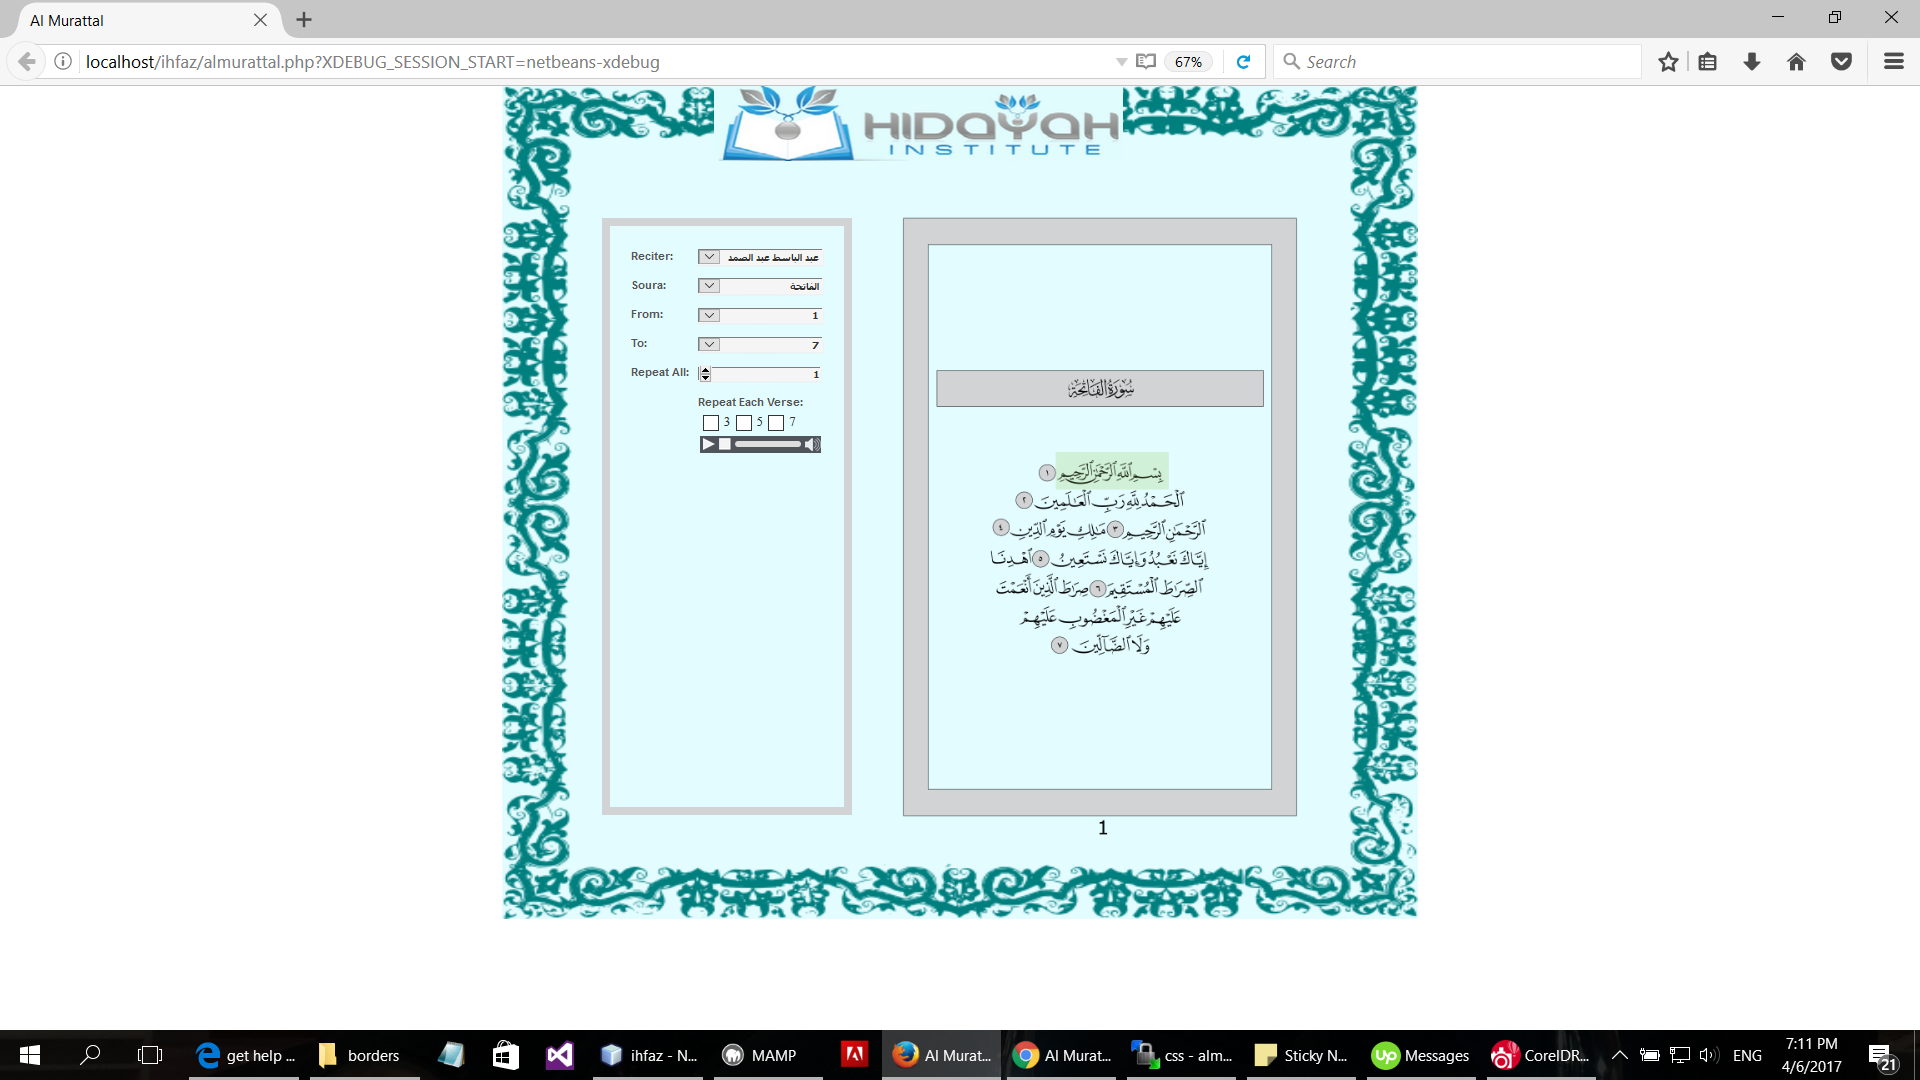 Al Murattal
localhost/ihfaz/almurattal.php?XDEBUG_SESSION_START=netbeans-xdebug
67%
Search
HIDAYAH
INSTITUTE
Reciter: عبد الباسط عبد الصمد
Soura: الفاتحة
From: 1
To: 7
Repeat All: 1
Repeat Each Verse:
3 5 7
سُورَةُ الْفَاتِحَةِ
بِسْمِ ٱللَّهِ ٱلرَّحْمَٰنِ ٱلرَّحِيمِ ١
ٱلْحَمْدُ لِلَّهِ رَبِّ ٱلْعَٰلَمِينَ ٢
ٱلرَّحْمَٰنِ ٱلرَّحِيمِ ٣ مَٰلِكِ يَوْمِ ٱلدِّينِ ٤
إِيَّاكَ نَعْبُدُ وَإِيَّاكَ نَسْتَعِينُ ٥ ٱهْدِنَا
ٱلصِّرَٰطَ ٱلْمُسْتَقِيمَ ٦ صِرَٰطَ ٱلَّذِينَ أَنْعَمْتَ
عَلَيْهِمْ غَيْرِ ٱلْمَغْضُوبِ عَلَيْهِمْ
وَلَا ٱلضَّآلِّينَ ٧
1
get help ...
borders
ihfaz - N...
MAMP
Al Murat...
Al Murat...
css - alm...
Sticky N...
Up
Messages
CorelDR...
ENG
7:11 PM
4/6/2017
21